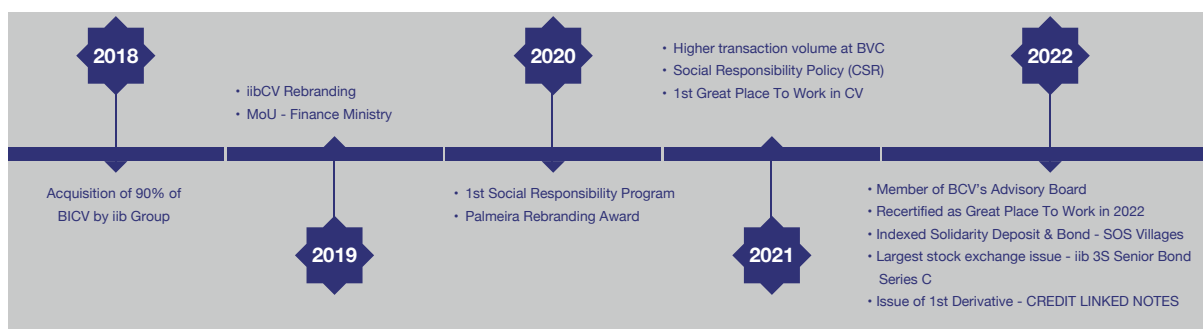 2018
Acquisition of 90% of
BICV by iib Group
• iibCV Rebranding
• MoU - Finance Ministry
2019
2020
• 1st Social Responsibility Program
• Palmeira Rebranding Award
• Higher transaction volume at BVC
• Social Responsibility Policy (CSR)
• 1st Great Place To Work in CV
2021
2022
• Member of BCV's Advisory Board
• Recertified as Great Place To Work in 2022
• Indexed Solidarity Deposit & Bond - SOS Villages
• Largest stock exchange issue - iib 3S Senior Bond
Series C
• Issue of 1st Derivative - CREDIT LINKED NOTES